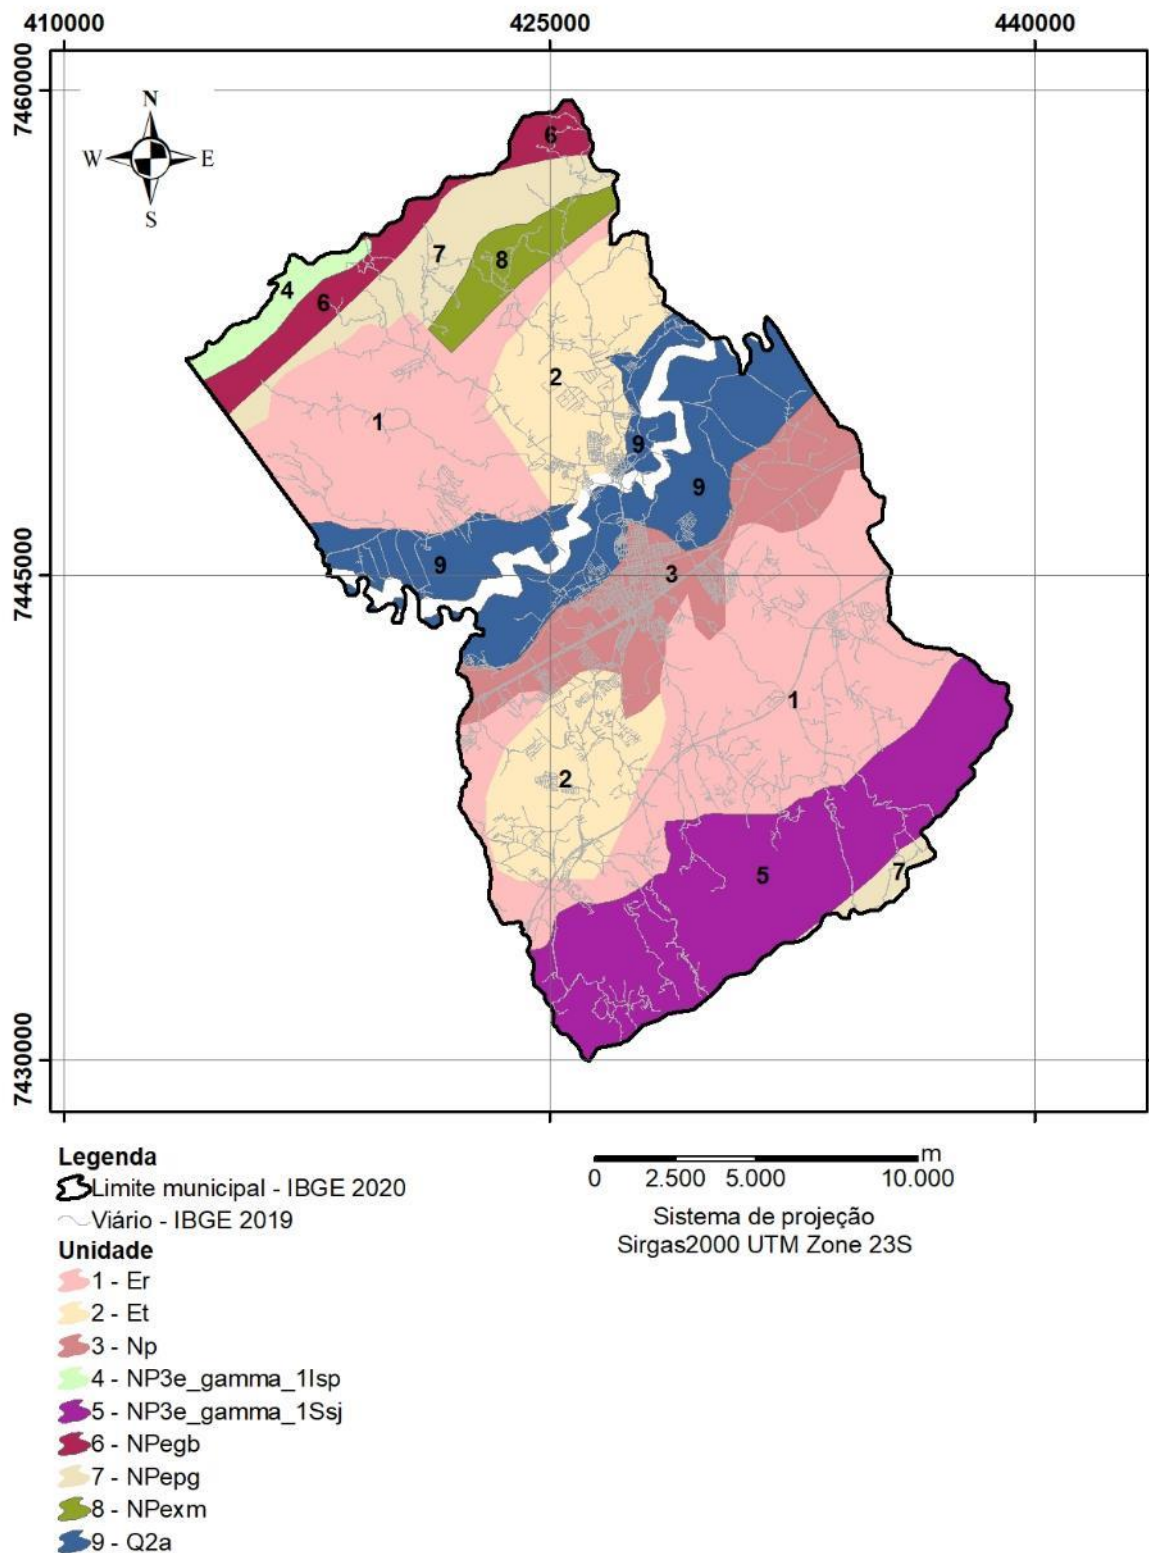 410000 425000 440000
7460000
N
W E
S
6
7
8
4
6
2
1
9
9
9
3
7445000
1
2
5
7
7430000
Legenda
Limite municipal - IBGE 2020
Viário - IBGE 2019
Unidade
1 - Er
2 - Et
3 - Np
4 - NP3e_gamma_1Isp
5 - NP3e_gamma_1Ssj
6 - NPegb
7 - NPepg
8 - NPexm
9 - Q2a
m
0 2.500 5.000 10.000
Sistema de projeção
Sirgas2000 UTM Zone 23S